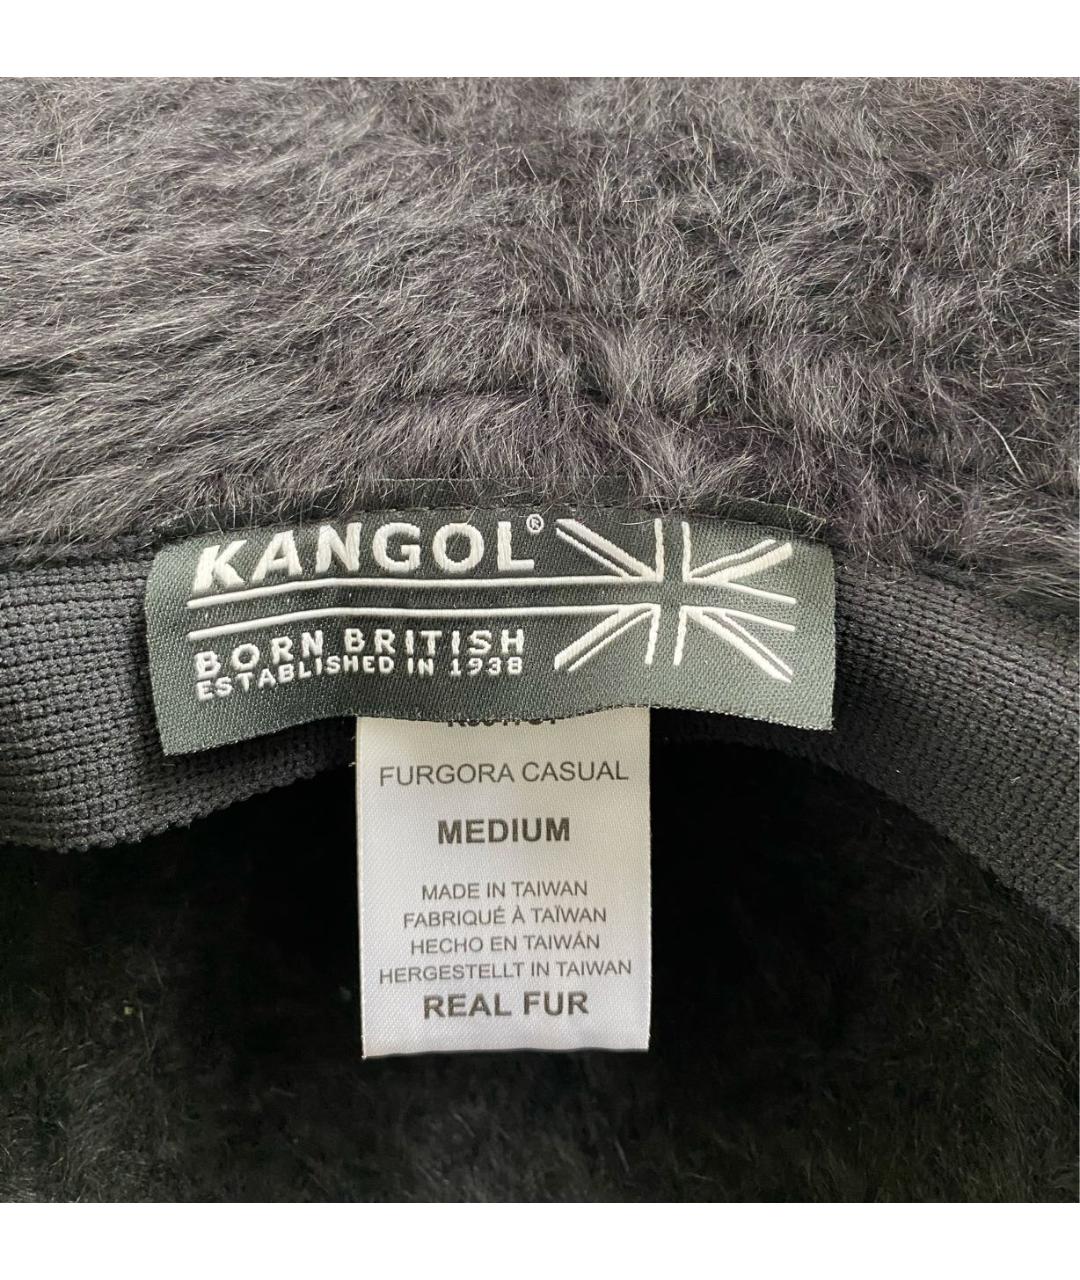 KANGOL®
BORN BRITISH
ESTABLISHED IN 1938
FURGORA CASUAL
MEDIUM
MADE IN TAIWAN
FABRIQUÉ À TAÏWAN
HECHO EN TAIWÁN
HERGESTELLT IN TAIWAN
REAL FUR